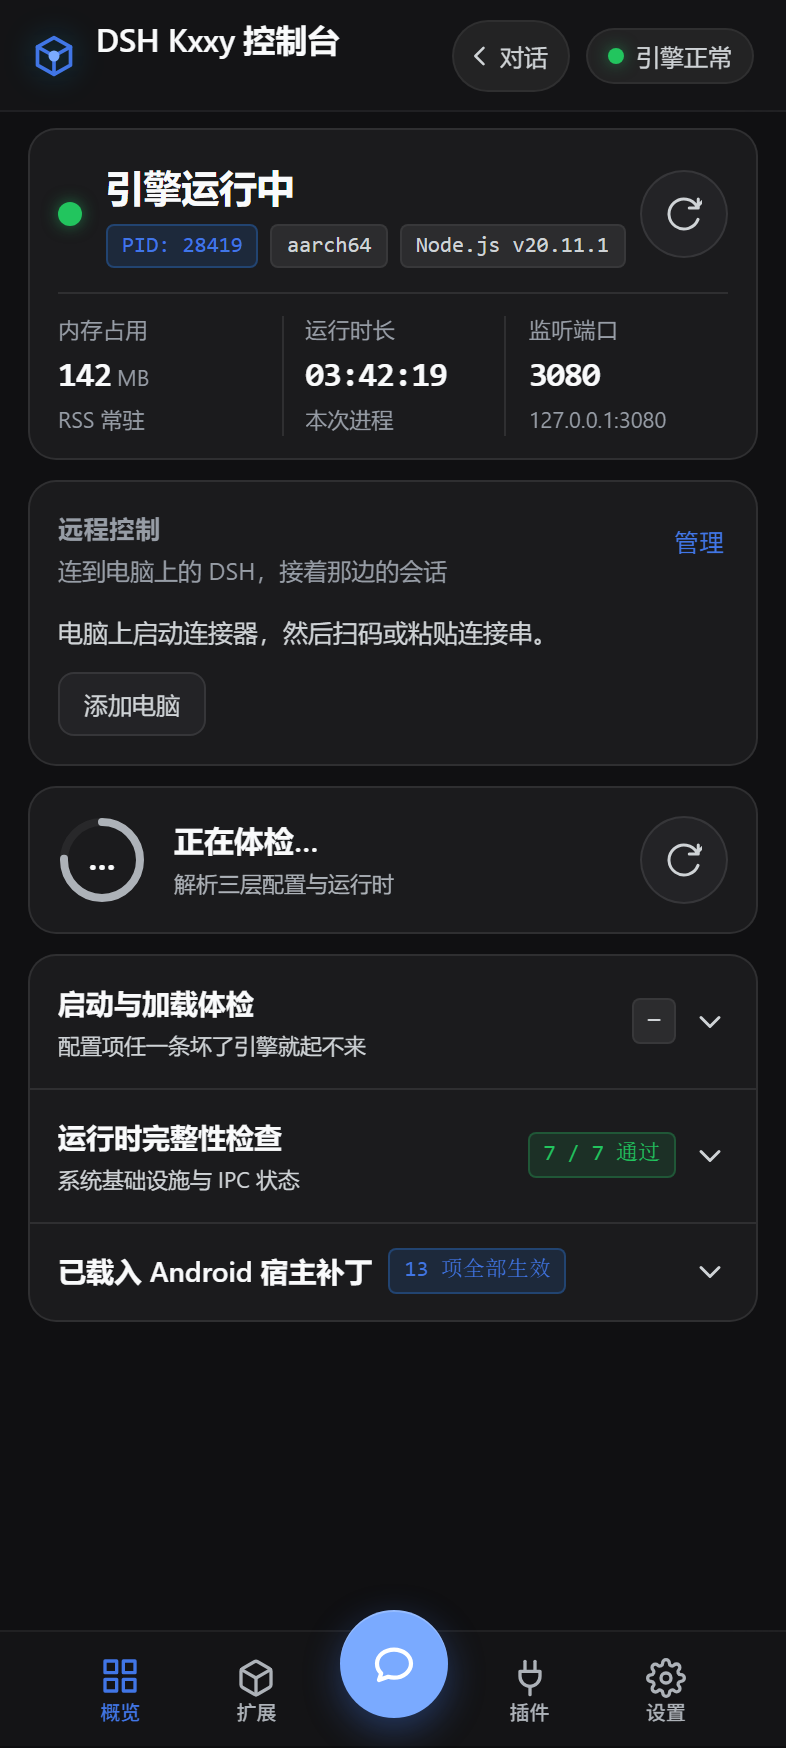 DSH Kxxy 控制台
对话
引擎正常
引擎运行中
PID: 28419
aarch64
Node.js v20.11.1
内存占用
142 MB
RSS 常驻
运行时长
03:42:19
本次进程
监听端口
3080
127.0.0.1:3080
远程控制
管理
连到电脑上的 DSH，接着那边的会话
电脑上启动连接器，然后扫码或粘贴连接串。
添加电脑
...
正在体检...
解析三层配置与运行时
启动与加载体检
配置项任一条坏了引擎就起不来
–
运行时完整性检查
系统基础设施与 IPC 状态
7 / 7 通过
已载入 Android 宿主补丁
13 项全部生效
概览
扩展
插件
设置